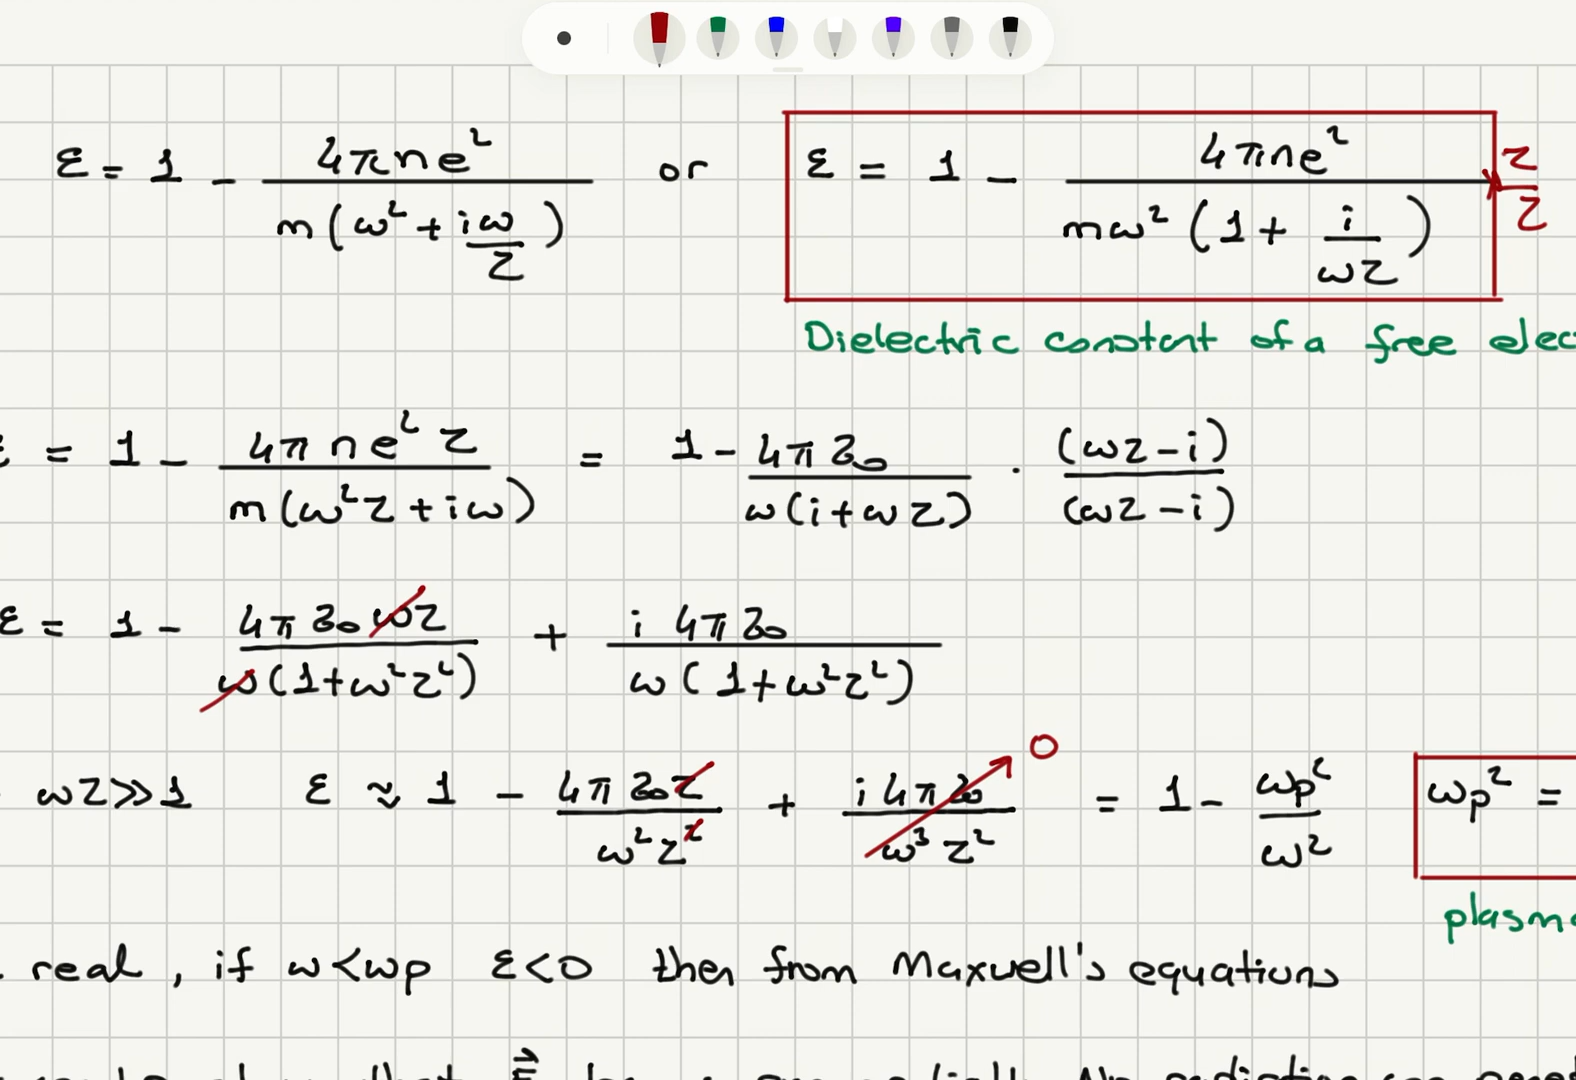 ε = 1 - 4πne² / m(ω² + iω/τ) or ε = 1 - 4πne² / mω²(1 + i/ωτ) τ/τ
Dielectric constant of a free elec
ε = 1 - 4πne²τ / m(ω²τ + iω) = 1 - 4πσ₀ / ω(i + ωτ) · (ωτ - i) / (ωτ - i)
ε = 1 - 4πσ₀ωτ / ω(1 + ω²τ²) + i4πσ₀ / ω(1 + ω²τ²)
ωτ >> 1 ε ≈ 1 - 4πσ₀τ / ω²τ² + i4πσ₀ / ω³τ² → 0 = 1 - ωp² / ω² ωp² =
plasm
real, if ω < ωp ε < 0 then from Maxwell's equations